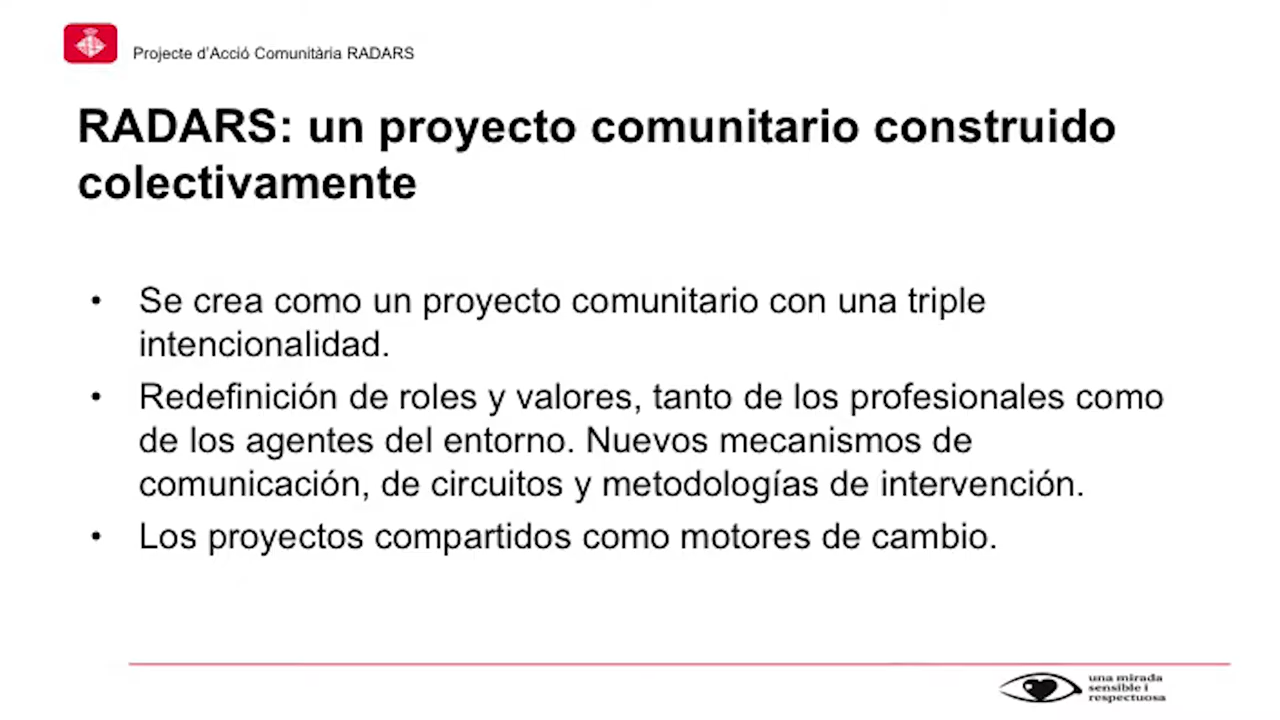 Projecte d'Acció Comunitària RADARS
RADARS: un proyecto comunitario construido
colectivamente
• Se crea como un proyecto comunitario con una triple
intencionalidad.
• Redefinición de roles y valores, tanto de los profesionales como
de los agentes del entorno. Nuevos mecanismos de
comunicación, de circuitos y metodologías de intervención.
• Los proyectos compartidos como motores de cambio.
una mirada
sensible i
respectuosa